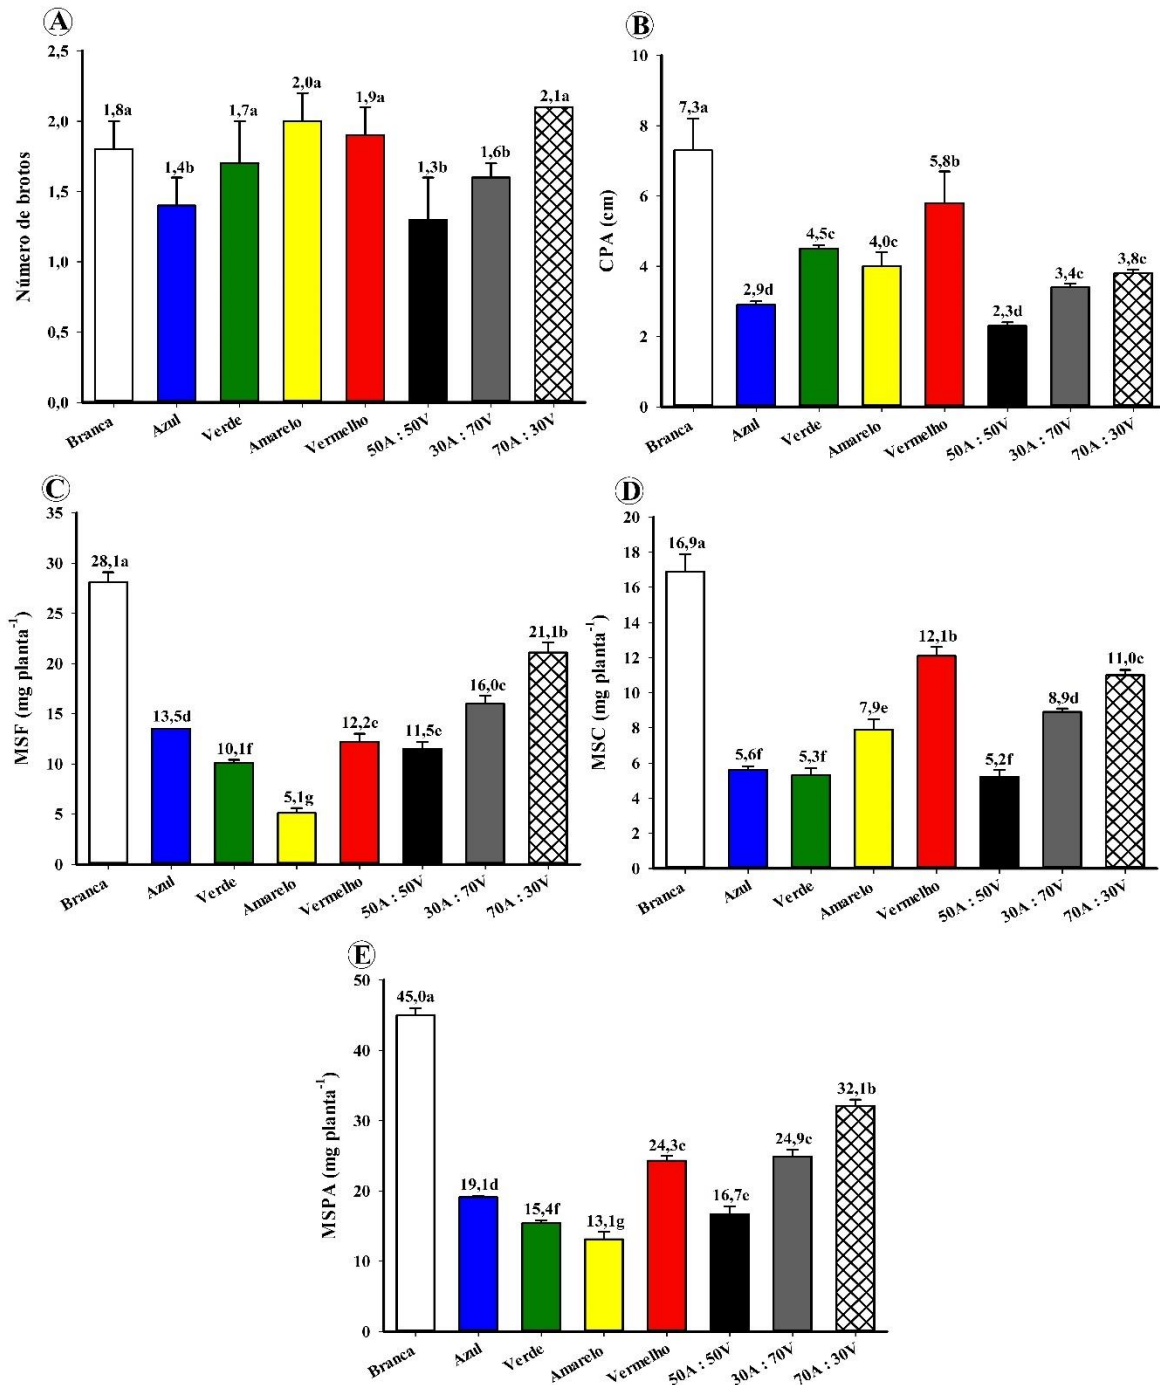 A
Número de brotos
2,5
2,0
1,5
1,0
0,5
0,0
1,8a
1,4b
1,7a
2,0a
1,9a
1,3b
1,6b
2,1a
Branca
Azul
Verde
Amarelo
Vermelho
50A : 50V
30A : 70V
70A : 30V
B
CPA (cm)
10
8
6
4
2
0
7,3a
2,9d
4,5c
4,0c
5,8b
2,3d
3,4c
3,8c
Branca
Azul
Verde
Amarelo
Vermelho
50A : 50V
30A : 70V
70A : 30V
C
MSF (mg planta⁻¹)
35
30
25
20
15
10
5
0
28,1a
13,5d
10,1f
5,1g
12,2e
11,5e
16,0c
21,1b
Branca
Azul
Verde
Amarelo
Vermelho
50A : 50V
30A : 70V
70A : 30V
D
MSC (mg planta⁻¹)
20
18
16
14
12
10
8
6
4
2
0
16,9a
5,6f
5,3f
7,9e
12,1b
5,2f
8,9d
11,0c
Branca
Azul
Verde
Amarelo
Vermelho
50A : 50V
30A : 70V
70A : 30V
E
MSPA (mg planta⁻¹)
50
40
30
20
10
0
45,0a
19,1d
15,4f
13,1g
24,3c
16,7e
24,9c
32,1b
Branca
Azul
Verde
Amarelo
Vermelho
50A : 50V
30A : 70V
70A : 30V